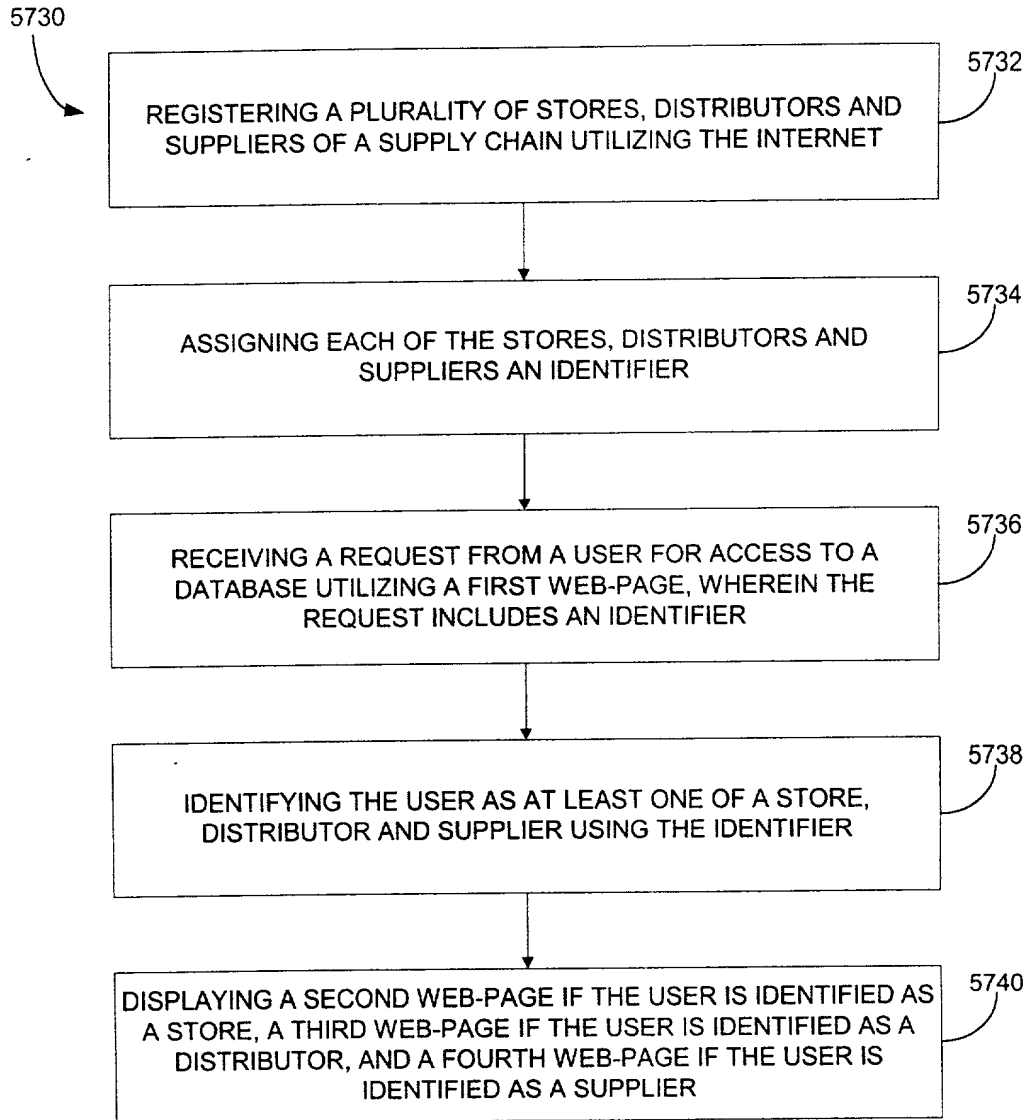 5730
5732
REGISTERING A PLURALITY OF STORES, DISTRIBUTORS AND
SUPPLIERS OF A SUPPLY CHAIN UTILIZING THE INTERNET
5734
ASSIGNING EACH OF THE STORES, DISTRIBUTORS AND
SUPPLIERS AN IDENTIFIER
5736
RECEIVING A REQUEST FROM A USER FOR ACCESS TO A
DATABASE UTILIZING A FIRST WEB-PAGE, WHEREIN THE
REQUEST INCLUDES AN IDENTIFIER
5738
IDENTIFYING THE USER AS AT LEAST ONE OF A STORE,
DISTRIBUTOR AND SUPPLIER USING THE IDENTIFIER
5740
DISPLAYING A SECOND WEB-PAGE IF THE USER IS IDENTIFIED AS
A STORE, A THIRD WEB-PAGE IF THE USER IS IDENTIFIED AS A
DISTRIBUTOR, AND A FOURTH WEB-PAGE IF THE USER IS
IDENTIFIED AS A SUPPLIER